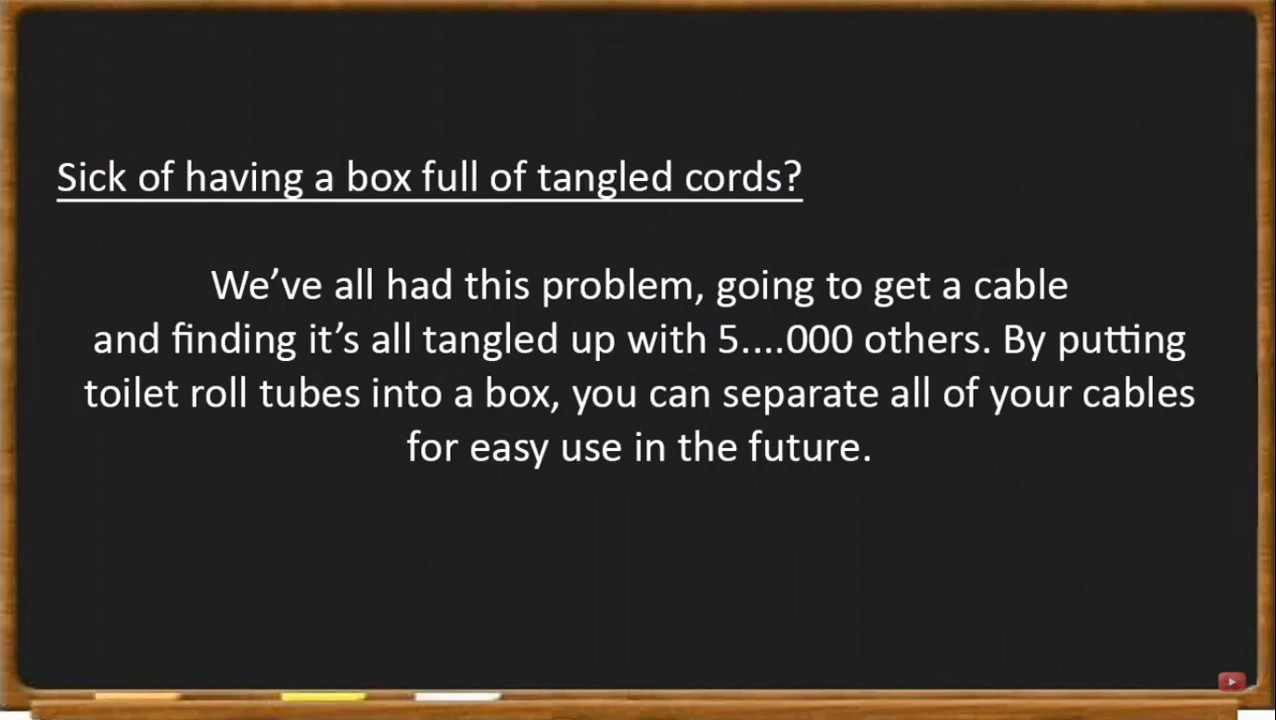 Sick of having a box full of tangled cords?
We’ve all had this problem, going to get a cable
and finding it’s all tangled up with 5....000 others. By putting
toilet roll tubes into a box, you can separate all of your cables
for easy use in the future.